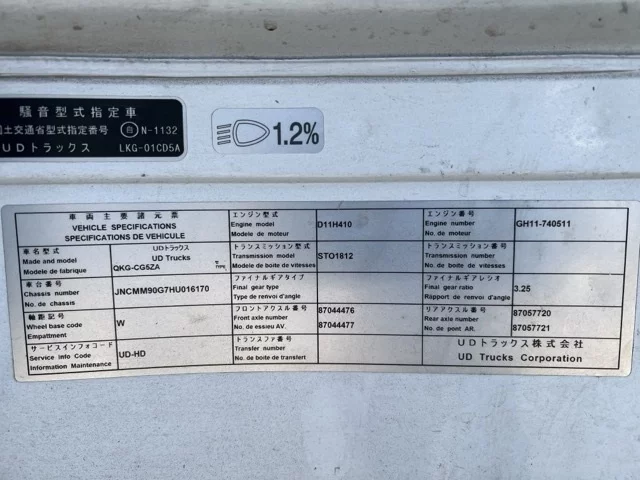 騒音型式指定車
国土交通省型式指定番号 自 N-1132
UDトラックス LKG-01CD5A
1.2%
車両主要諸元票
VEHICLE SPECIFICATIONS
SPECIFICATIONS DE VEHICULE
エンジン型式
Engine model
Modele de moteur
D11H410
エンジン番号
Engine number
No. de moteur
GH11-740511
車名型式
Made and model
Modele de fabrique
UDトラックス
UD Trucks
QKG-CG5ZA
TYPE
トランスミッション型式
Transmission model
Modele de boite de vitesses
STO1812
トランスミッション番号
Transmission number
No. de boite de vitesses
車台番号
Chassis number
No. de chassis
JNCMM90G7HU016170
ファイナルギアタイプ
Final gear type
Type de renvoi d'angle
ファイナルギアレシオ
Final gear ratio
Rapport de renvoi d'angle
3.25
軸距記号
Wheel base code
Empattment
W
フロントアクスル番号
Front axle number
No. de essieu AV.
87044476
87044477
リアアクスル番号
Rear axle number
No. de pont AR.
87057720
87057721
サービスインフォコード
Service info Code
Information Maintenance
UD-HD
トランスファ番号
Transfer number
No. de boite de transfert
UDトラックス株式会社
UD Trucks Corporation